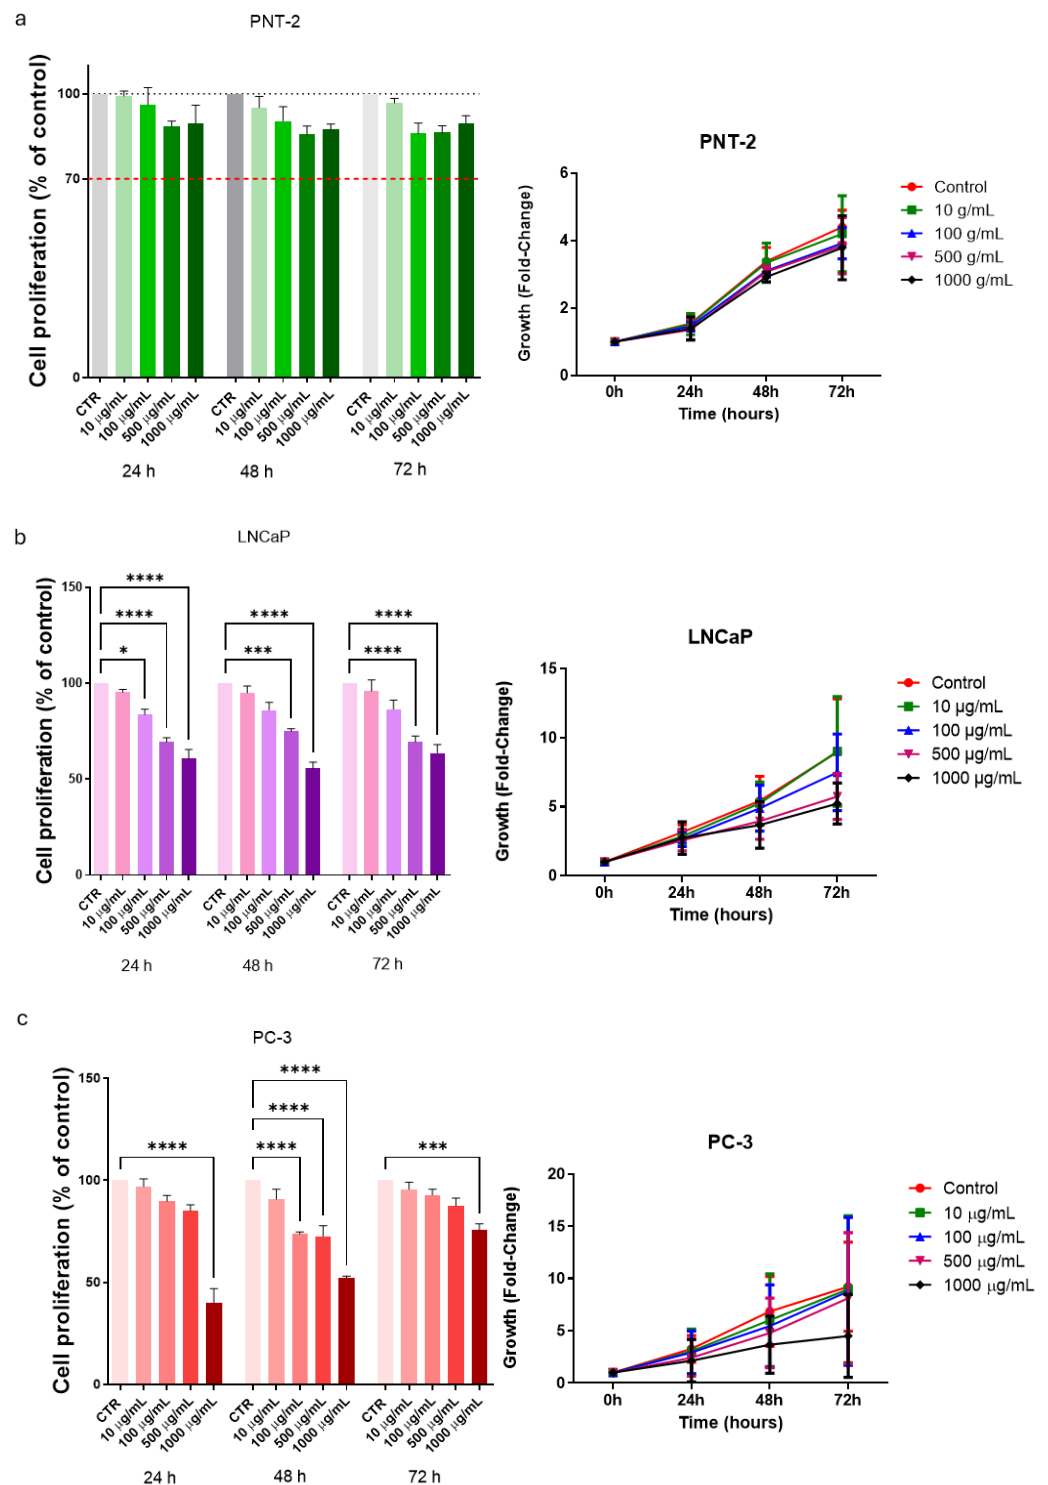 a
PNT-2
Cell proliferation (% of control)
100
70
0
CTR
10 µg/mL
100 µg/mL
500 µg/mL
1000 µg/mL
CTR
10 µg/mL
100 µg/mL
500 µg/mL
1000 µg/mL
CTR
10 µg/mL
100 µg/mL
500 µg/mL
1000 µg/mL
24 h
48 h
72 h
PNT-2
Growth (Fold-Change)
6
4
2
0
0h
24h
48h
72h
Time (hours)
Control
10 g/mL
100 g/mL
500 g/mL
1000 g/mL
b
LNCaP
Cell proliferation (% of control)
150
100
50
0
****
****
*
****
***
****
****
CTR
10 µg/mL
100 µg/mL
500 µg/mL
1000 µg/mL
CTR
10 µg/mL
100 µg/mL
500 µg/mL
1000 µg/mL
CTR
10 µg/mL
100 µg/mL
500 µg/mL
1000 µg/mL
24 h
48 h
72 h
LNCaP
Growth (Fold-Change)
15
10
5
0
0h
24h
48h
72h
Time (hours)
Control
10 µg/mL
100 µg/mL
500 µg/mL
1000 µg/mL
c
PC-3
Cell proliferation (% of control)
150
100
50
0
****
****
****
****
***
CTR
10 µg/mL
100 µg/mL
500 µg/mL
1000 µg/mL
CTR
10 µg/mL
100 µg/mL
500 µg/mL
1000 µg/mL
CTR
10 µg/mL
100 µg/mL
500 µg/mL
1000 µg/mL
24 h
48 h
72 h
PC-3
Growth (Fold-Change)
20
15
10
5
0
0h
24h
48h
72h
Time (hours)
Control
10 µg/mL
100 µg/mL
500 µg/mL
1000 µg/mL